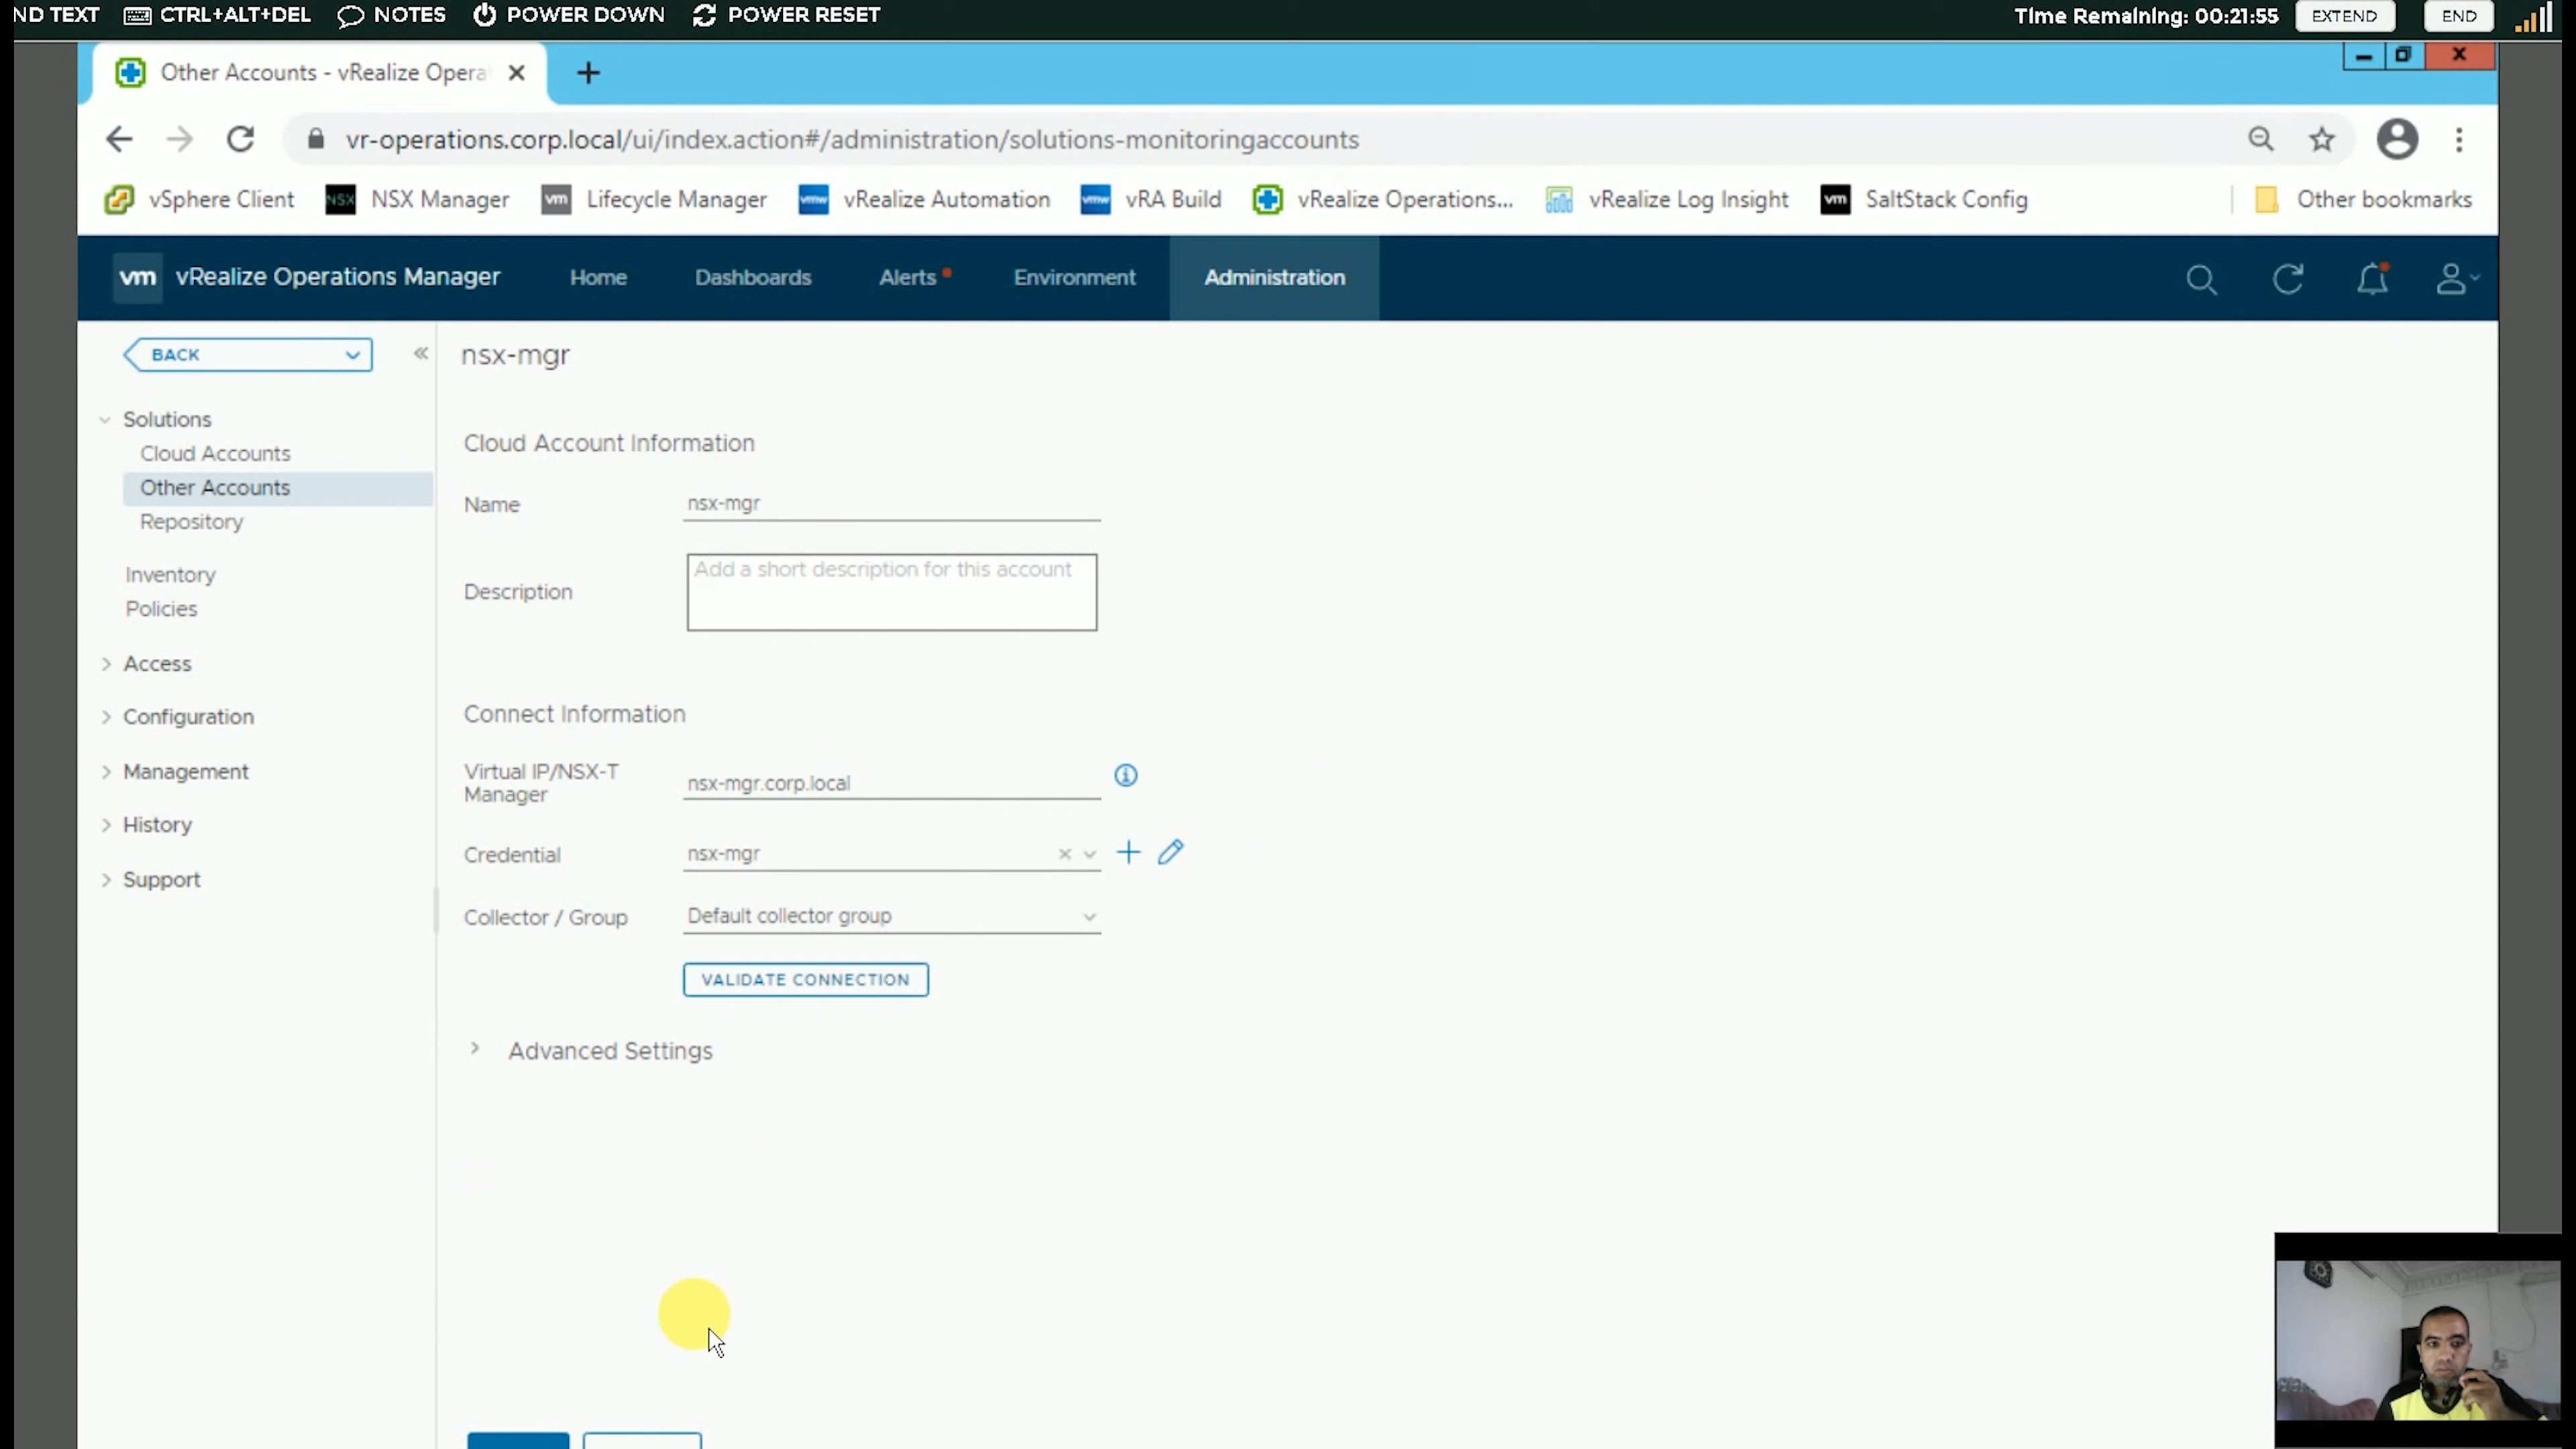 ND TEXT CTRL+ALT+DEL NOTES POWER DOWN POWER RESET Time Remaining: 00:21:55 EXTEND END
Other Accounts - vRealize Opera
vr-operations.corp.local/ui/index.action#/administration/solutions-monitoringaccounts
vSphere Client NSX NSX Manager vm Lifecycle Manager vmw vRealize Automation vmw vRA Build vRealize Operations... vRealize Log Insight vm SaltStack Config Other bookmarks
vm vRealize Operations Manager Home Dashboards Alerts Environment Administration
BACK
nsx-mgr
Solutions
Cloud Accounts
Other Accounts
Repository
Inventory
Policies
Access
Configuration
Management
History
Support
Cloud Account Information
Name nsx-mgr
Description Add a short description for this account
Connect Information
Virtual IP/NSX-T Manager nsx-mgr.corp.local
Credential nsx-mgr
Collector / Group Default collector group
VALIDATE CONNECTION
Advanced Settings